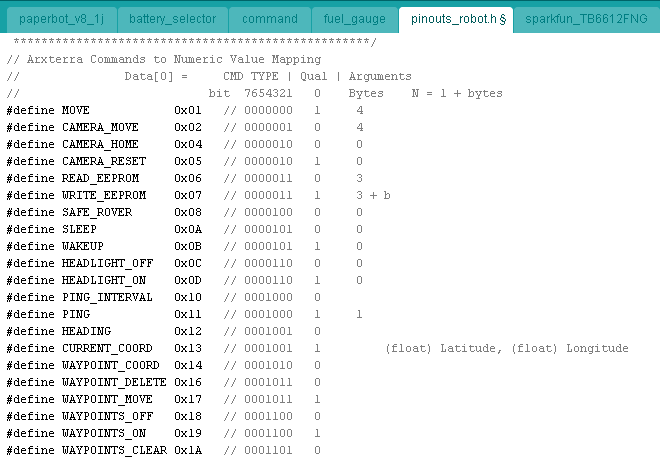 paperbot_v8_1j battery_selector command fuel_gauge pinouts_robot.h § sparkfun_TB6612FNG
***************************************************/
// Arxterra Commands to Numeric Value Mapping
// Data[0] = CMD TYPE | Qual | Arguments
// bit 7654321 0 Bytes N = 1 + bytes
#define MOVE 0x01 // 0000000 1 4
#define CAMERA_MOVE 0x02 // 0000001 0 4
#define CAMERA_HOME 0x04 // 0000010 0 0
#define CAMERA_RESET 0x05 // 0000010 1 0
#define READ_EEPROM 0x06 // 0000011 0 3
#define WRITE_EEPROM 0x07 // 0000011 1 3 + b
#define SAFE_ROVER 0x08 // 0000100 0 0
#define SLEEP 0x0A // 0000101 0 0
#define WAKEUP 0x0B // 0000101 1 0
#define HEADLIGHT_OFF 0x0C // 0000110 0 0
#define HEADLIGHT_ON 0x0D // 0000110 1 0
#define PING_INTERVAL 0x10 // 0001000 0
#define PING 0x11 // 0001000 1 1
#define HEADING 0x12 // 0001001 0
#define CURRENT_COORD 0x13 // 0001001 1 (float) Latitude, (float) Longitude
#define WAYPOINT_COORD 0x14 // 0001010 0
#define WAYPOINT_DELETE 0x16 // 0001011 0
#define WAYPOINT_MOVE 0x17 // 0001011 1
#define WAYPOINTS_OFF 0x18 // 0001100 0
#define WAYPOINTS_ON 0x19 // 0001100 1
#define WAYPOINTS_CLEAR 0x1A // 0001101 0